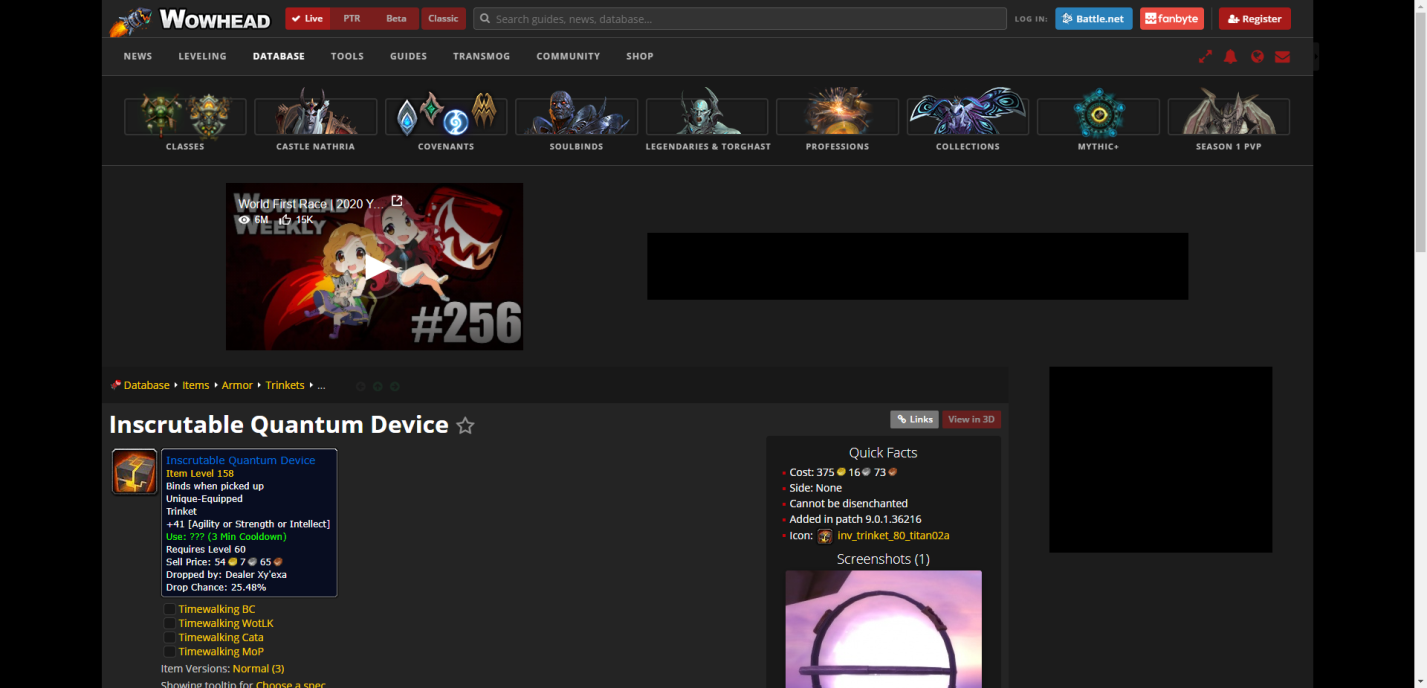 WOWHEAD
Live PTR Beta Classic
Search guides, news, database...
LOG IN: Battle.net fanbyte Register
NEWS LEVELING DATABASE TOOLS GUIDES TRANSMOG COMMUNITY SHOP
CLASSES CASTLE NATHRIA COVENANTS SOULBINDS LEGENDARIES & TORGHAST PROFESSIONS COLLECTIONS MYTHIC+ SEASON 1 PVP
World First Race | 2020 Y...
6M 15K
WOWHEAD
WEEKLY
#256
Database Items Armor Trinkets ...
Inscrutable Quantum Device
Links View in 3D
Inscrutable Quantum Device
Item Level 158
Binds when picked up
Unique-Equipped
Trinket
+41 [Agility or Strength or Intellect]
Use: ??? (3 Min Cooldown)
Requires Level 60
Sell Price: 54 7 65
Dropped by: Dealer Xy'exa
Drop Chance: 25.48%
Timewalking BC
Timewalking WotLK
Timewalking Cata
Timewalking MoP
Item Versions: Normal (3)
Showing tooltip for Choose a spec
Quick Facts
Cost: 375 16 73
Side: None
Cannot be disenchanted
Added in patch 9.0.1.36216
Icon: inv_trinket_80_titan02a
Screenshots (1)